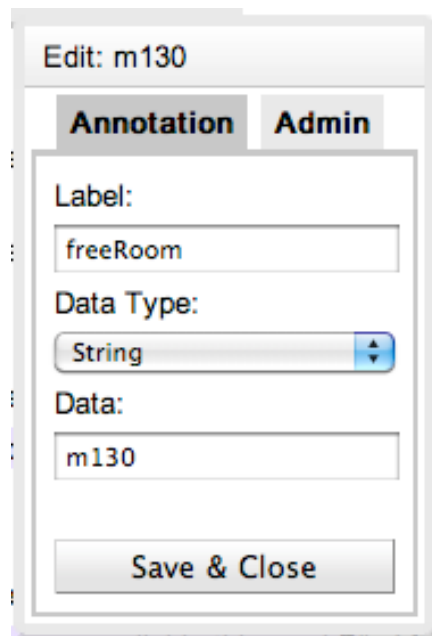 Edit: m130
Annotation Admin
Label:
freeRoom
Data Type:
String
Data:
m130
Save & Close